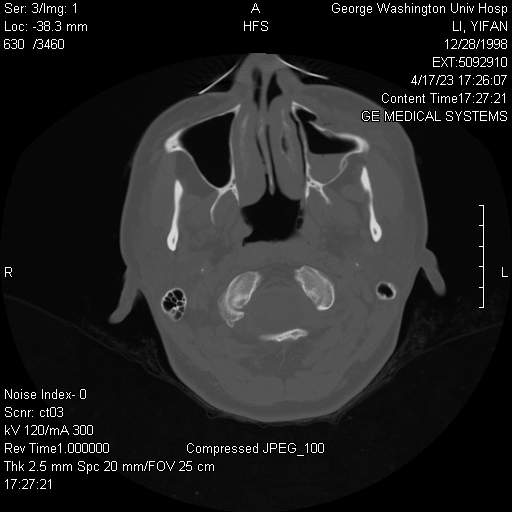 Ser: 3/Img: 1
Loc: -38.3 mm
630 /3460
A
HFS
George Washington Univ Hosp
LI, YIFAN
12/28/1998
EXT:5092910
4/17/23 17:26:07
Content Time17:27:21
GE MEDICAL SYSTEMS
R
L
Noise Index- 0
Scnr: ct03
kV 120/mA 300
Rev Time1.000000
Compressed JPEG_100
Thk 2.5 mm Spc 20 mm/FOV 25 cm
17:27:21